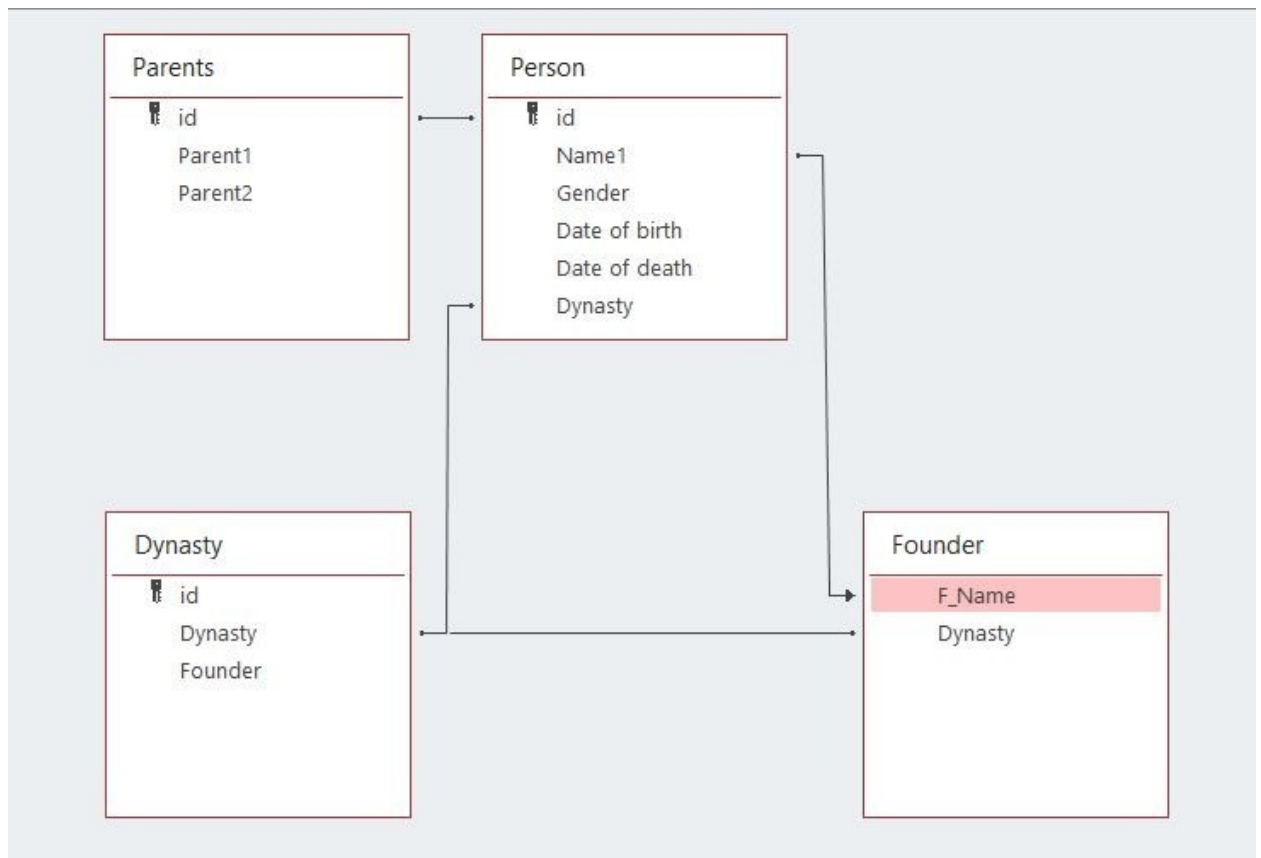 Parents
id
Parent1
Parent2
Person
id
Name1
Gender
Date of birth
Date of death
Dynasty
Dynasty
id
Dynasty
Founder
Founder
F_Name
Dynasty